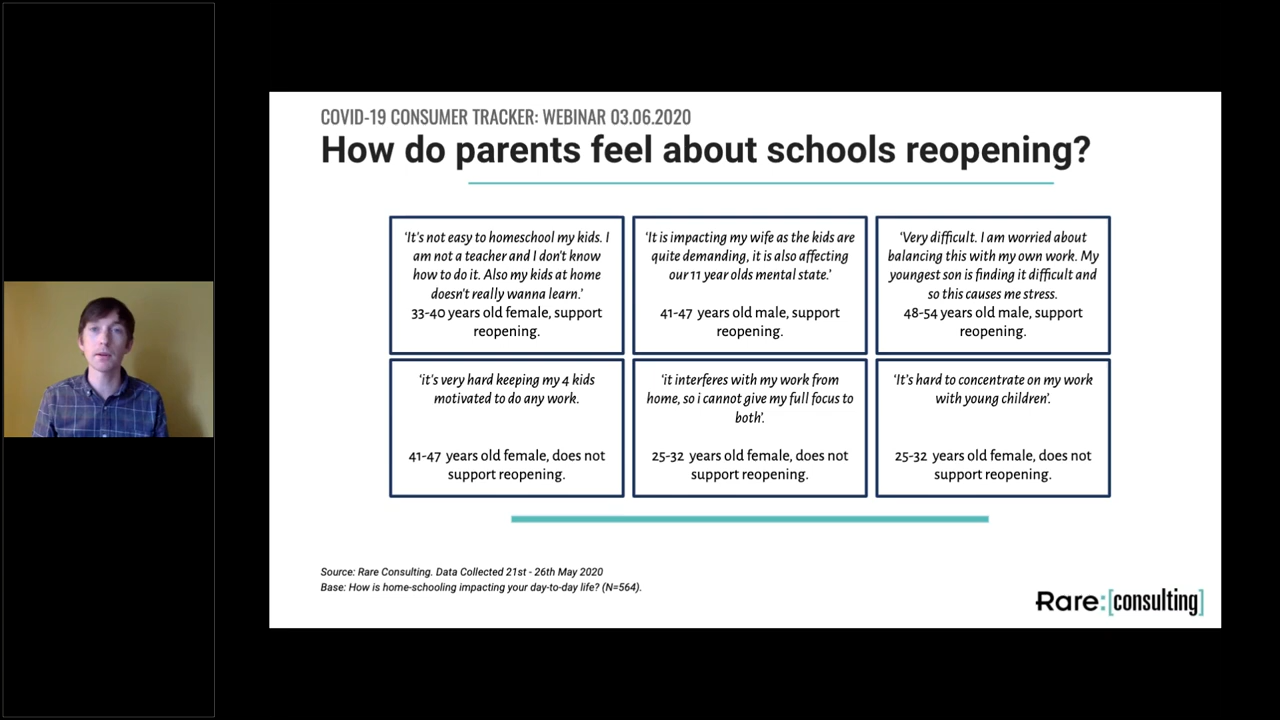 COVID-19 CONSUMER TRACKER: WEBINAR 03.06.2020
How do parents feel about schools reopening?
‘It's not easy to homeschool my kids. I
am not a teacher and I don't know
how to do it. Also my kids at home
doesn't really wanna learn.’
33-40 years old female, support
reopening.
‘It is impacting my wife as the kids are
quite demanding, it is also affecting
our 11 year olds mental state.’
41-47 years old male, support
reopening.
‘Very difficult. I am worried about
balancing this with my own work. My
youngest son is finding it difficult and
so this causes me stress.
48-54 years old male, support
reopening.
‘it's very hard keeping my 4 kids
motivated to do any work.
41-47 years old female, does not
support reopening.
‘it interferes with my work from
home, so i cannot give my full focus to
both’.
25-32 years old female, does not
support reopening.
‘It's hard to concentrate on my work
with young children’.
25-32 years old female, does not
support reopening.
Source: Rare Consulting. Data Collected 21st - 26th May 2020
Base: How is home-schooling impacting your day-to-day life? (N=564).
Rare:[consulting]